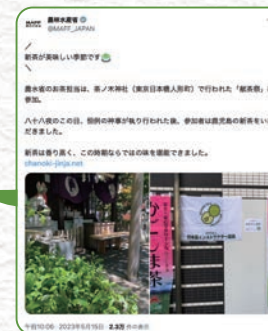 農林水産省
@MAFF_JAPAN
新茶が美味しい季節です🍵
農水省のお茶担当は、茶ノ木神社（東京日本橋人形町）で行われた「献茶祭」
参加。
八十八夜のこの日、恒例の神事が執り行われた後、参加者は鹿児島の新茶をい
だきました。
新茶は香り高く、この時期ならではの味を堪能できました。
chanoki-jinja.net
かごしま茶
午前10:06 · 2023年5月15日 · 2.3万 件の表示